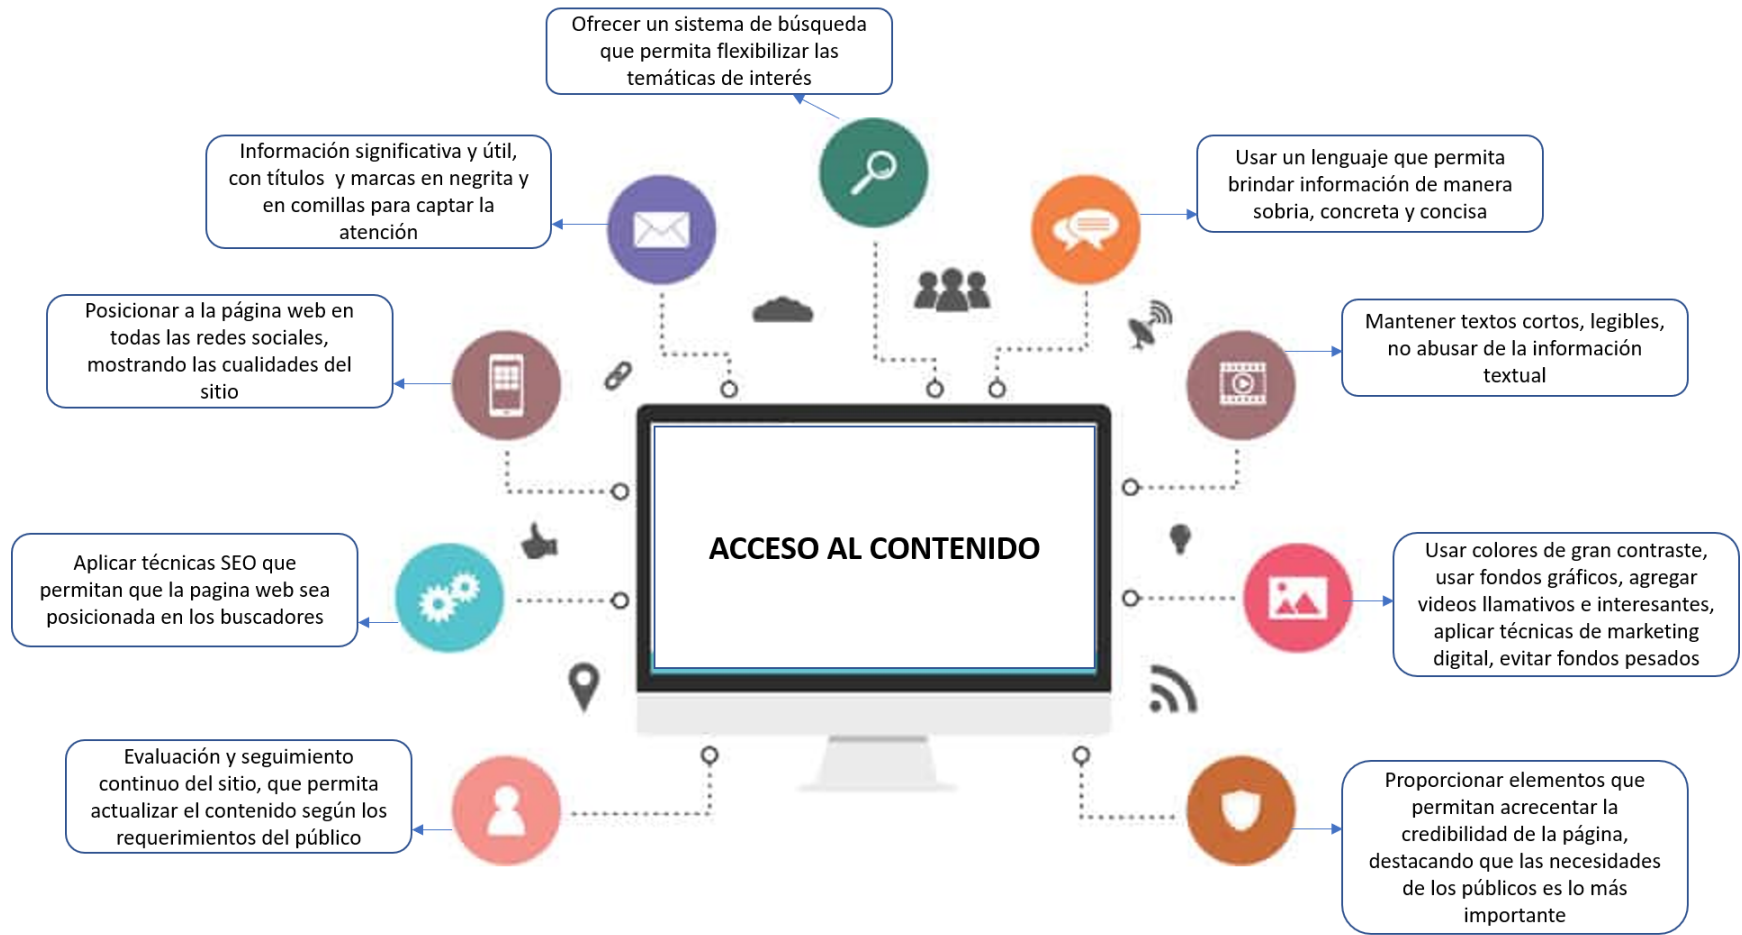 Ofrecer un sistema de búsqueda
que permita flexibilizar las
temáticas de interés
Información significativa y útil,
con títulos y marcas en negrita y
en comillas para captar la
atención
Usar un lenguaje que permita
brindar información de manera
sobria, concreta y concisa
Posicionar a la página web en
todas las redes sociales,
mostrando las cualidades del
sitio
Mantener textos cortos, legibles,
no abusar de la información
textual
ACCESO AL CONTENIDO
Aplicar técnicas SEO que
permitan que la pagina web sea
posicionada en los buscadores
Usar colores de gran contraste,
usar fondos gráficos, agregar
videos llamativos e interesantes,
aplicar técnicas de marketing
digital, evitar fondos pesados
Evaluación y seguimiento
continuo del sitio, que permita
actualizar el contenido según los
requerimientos del público
Proporcionar elementos que
permitan acrecentar la
credibilidad de la página,
destacando que las necesidades
de los públicos es lo más
importante